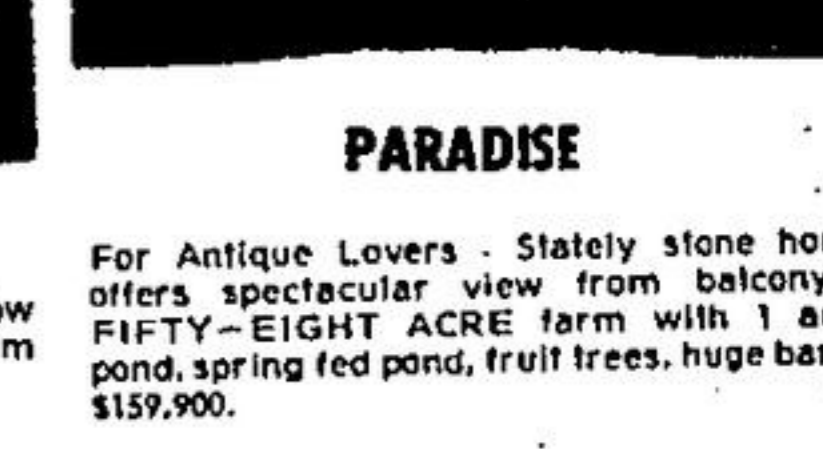 PARADISE
For Antique Lovers - Stately stone
offers spectacular view from balcony
FIFTY-EIGHT ACRE farm with 1
pond, spring fed pond, fruit trees, huge
$159,900.